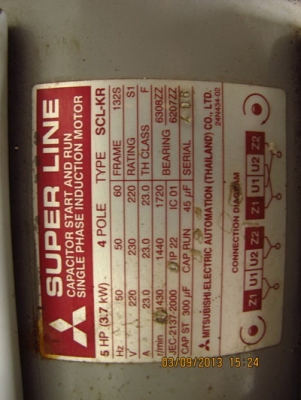 SUPER LINE
CAPACITOR START AND RUN
SINGLE PHASE INDUCTION MOTOR
5 HP (3.7 kW) 4 POLE TYPE SCL-KR
Hz 50 50 60 FRAME 132S
V 220 230 220 RATING S1
A 23.0 23.0 23.0 TH CLASS F
r/min 1430 1440 1720 BEARING 6308ZZ
JEC-2137-2000 IP 22 IC 01 6207ZZ
CAP ST 300 µF CAP RUN 45 µF SERIAL
MITSUBISHI ELECTRIC AUTOMATION (THAILAND) CO., LTD.
24N434-02
CONNECTION DIAGRAM
Z1 U1 U2 Z2
Z1 U1 U2 Z2
03/09/2013 15:24